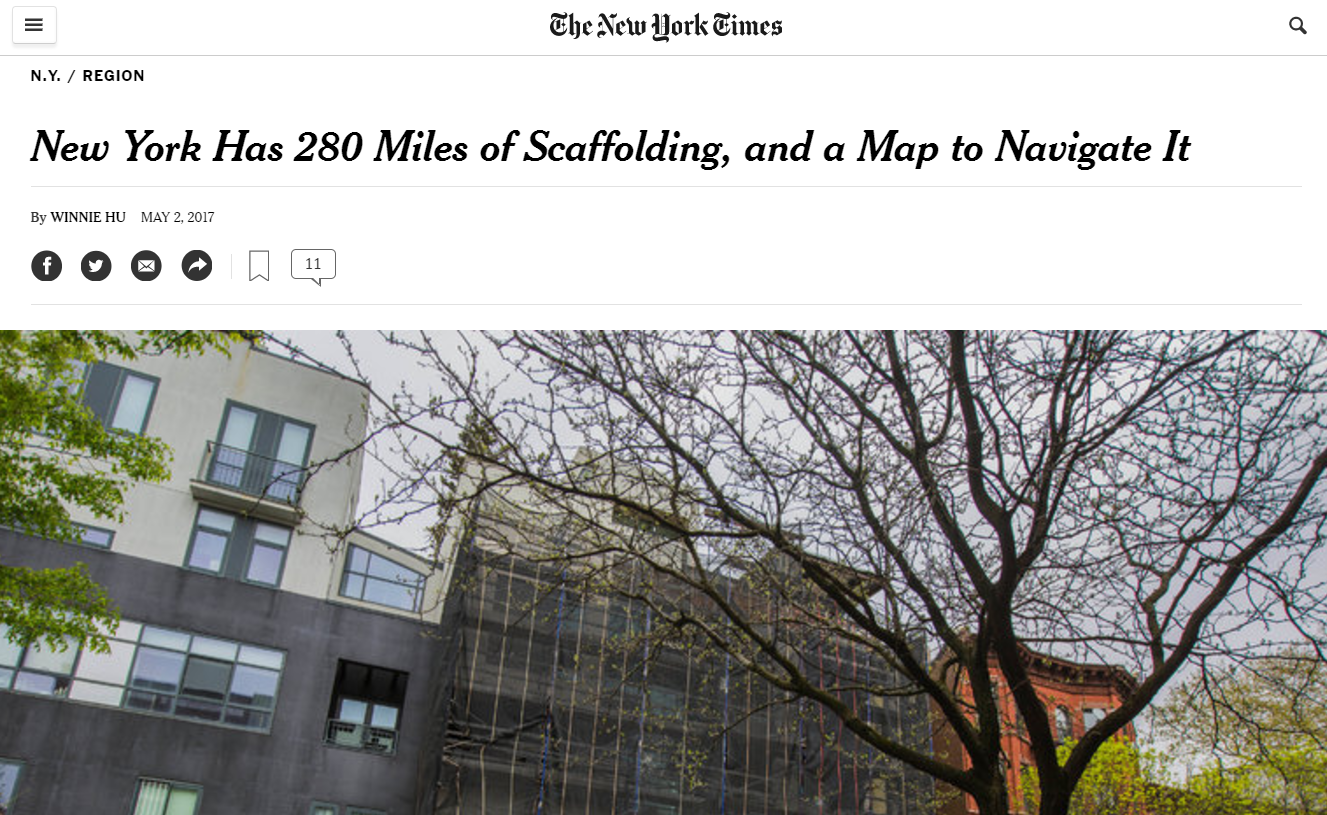 The New York Times
N.Y. / REGION
New York Has 280 Miles of Scaffolding, and a Map to Navigate It
By WINNIE HU MAY 2, 2017
11